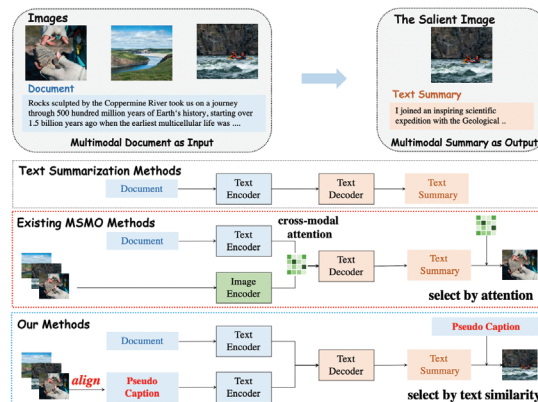 Images
The Salient Image
Document
Rocks sculpted by the Coppermine River took us on a journey
through 500 hundred million years of Earth's history, starting over
1.5 billion years ago when the earliest multicellular life was ....
Multimodal Document as Input
Text Summary
I joined an inspiring scientific
expedition with the Geological ..
Multimodal Summary as Output
Text Summarization Methods
Document
Text
Encoder
Text
Decoder
Text
Summary
Existing MSMO Methods
cross-modal
attention
Document
Text
Encoder
Image
Encoder
Text
Decoder
Text
Summary
select by attention
Our Methods
Document
Text
Encoder
Pseudo Caption
align
Pseudo
Caption
Text
Encoder
Text
Decoder
Text
Summary
select by text similarity